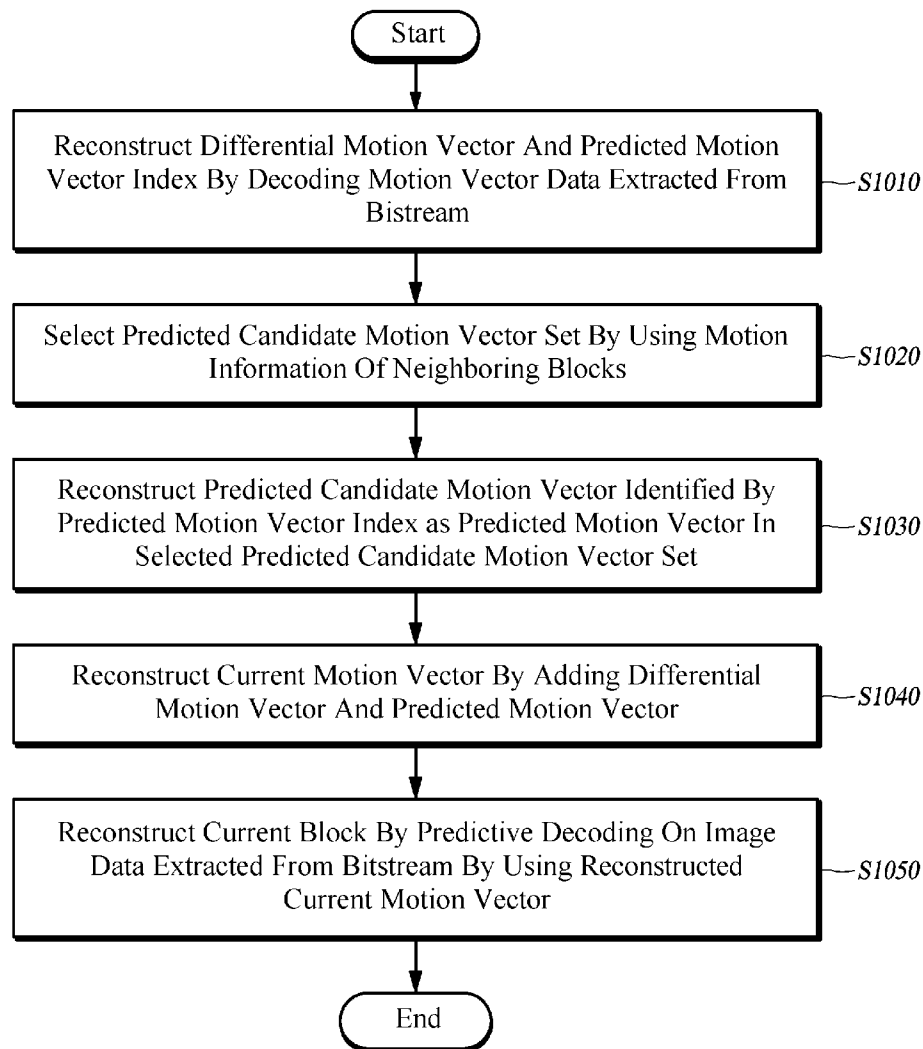 Start
Reconstruct Differential Motion Vector And Predicted Motion
Vector Index By Decoding Motion Vector Data Extracted From
Bistream
S1010
Select Predicted Candidate Motion Vector Set By Using Motion
Information Of Neighboring Blocks
S1020
Reconstruct Predicted Candidate Motion Vector Identified By
Predicted Motion Vector Index as Predicted Motion Vector In
Selected Predicted Candidate Motion Vector Set
S1030
Reconstruct Current Motion Vector By Adding Differential
Motion Vector And Predicted Motion Vector
S1040
Reconstruct Current Block By Predictive Decoding On Image
Data Extracted From Bitstream By Using Reconstructed
Current Motion Vector
S1050
End